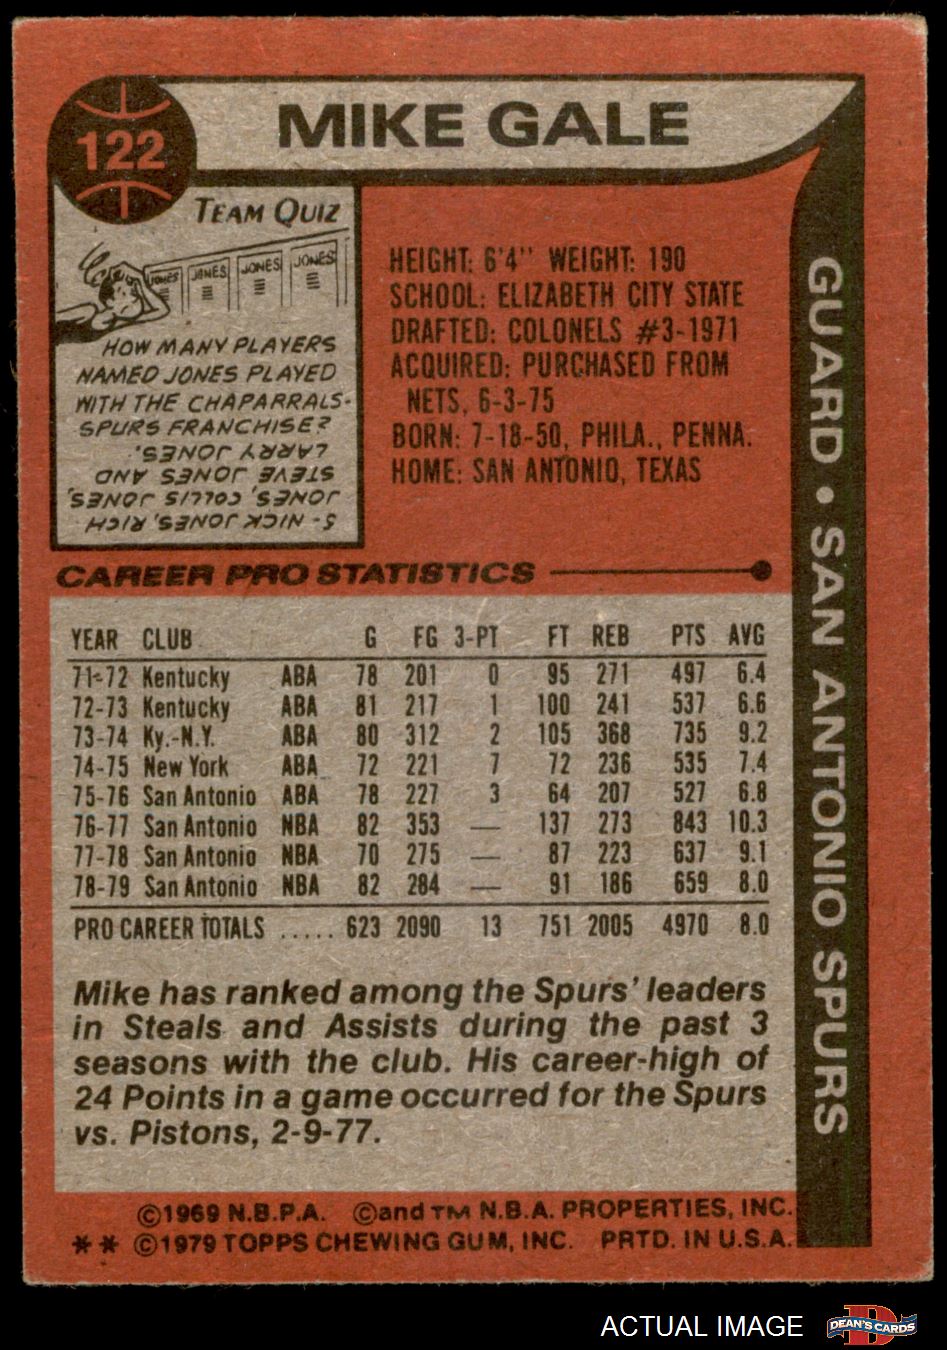 122
MIKE GALE
TEAM QUIZ
JONES JONES JONES JONES
HOW MANY PLAYERS
NAMED JONES PLAYED
WITH THE CHAPARRALS-
SPURS FRANCHISE?
5 - NICK JONES, RICH
JONES, COLLIS JONES,
STEVE JONES AND
LARRY JONES.
HEIGHT: 6'4" WEIGHT: 190
SCHOOL: ELIZABETH CITY STATE
DRAFTED: COLONELS #3-1971
ACQUIRED: PURCHASED FROM
NETS, 6-3-75
BORN: 7-18-50, PHILA., PENNA.
HOME: SAN ANTONIO, TEXAS
GUARD • SAN ANTONIO SPURS
CAREER PRO STATISTICS
YEAR CLUB G FG 3-PT FT REB PTS AVG
71-72 Kentucky ABA 78 201 0 95 271 497 6.4
72-73 Kentucky ABA 81 217 1 100 241 537 6.6
73-74 Ky.-N.Y. ABA 80 312 2 105 368 735 9.2
74-75 New York ABA 72 221 7 72 236 535 7.4
75-76 San Antonio ABA 78 227 3 64 207 527 6.8
76-77 San Antonio NBA 82 353 — 137 273 843 10.3
77-78 San Antonio NBA 70 275 — 87 223 637 9.1
78-79 San Antonio NBA 82 284 — 91 186 659 8.0
PRO CAREER TOTALS ..... 623 2090 13 751 2005 4970 8.0
Mike has ranked among the Spurs' leaders
in Steals and Assists during the past 3
seasons with the club. His career-high of
24 Points in a game occurred for the Spurs
vs. Pistons, 2-9-77.
©1969 N.B.P.A. ©and TM N.B.A. PROPERTIES, INC.
** ©1979 TOPPS CHEWING GUM, INC. PRTD. IN U.S.A.
ACTUAL IMAGE
D
DEAN'S CARDS